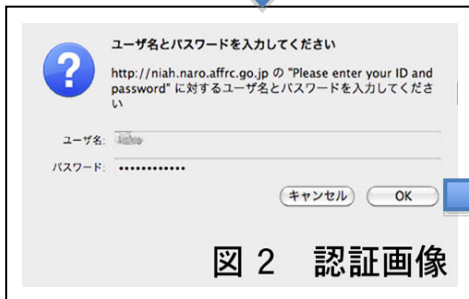 ユーザ名とパスワードを入力してください
http://niah.naro.affrc.go.jp の "Please enter your ID and
password" に対するユーザ名とパスワードを入力してくださ
い
ユーザ名:
パスワード: ••••••••••••
キャンセル OK
図 2 認証画像